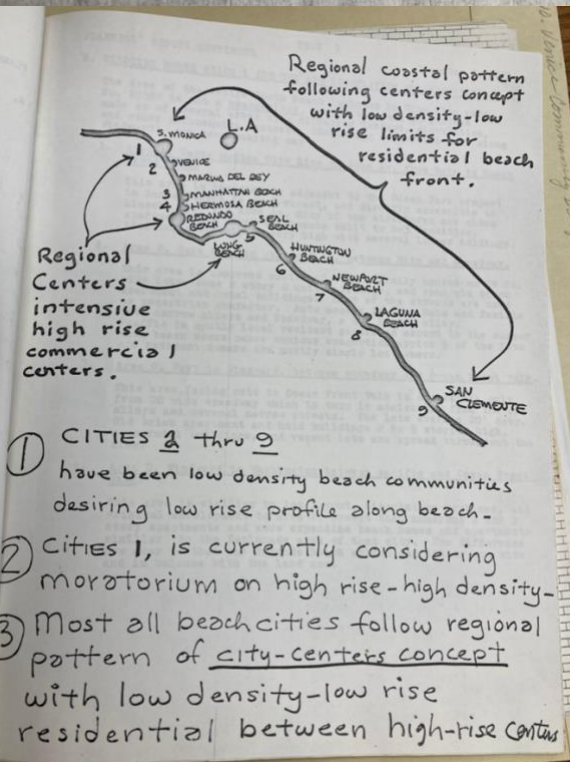 Regional coastal pattern
following centers concept
with low density-low
rise limits for
residential beach
front.
L.A
S. MONICA
1
2
VENICE
MARINA DEL REY
3
MANHATTAN BEACH
4
HERMOSA BEACH
REDONDO
BEACH
SEAL
BEACH
5
LONG
BEACH
HUNTINGTON
BEACH
6
NEWPORT
BEACH
7
LAGUNA
BEACH
8
SAN
CLEMENTE
9
Regional
Centers
intensive
high rise
commercial
centers.
① CITIES 2 thru 9
have been low density beach communities
desiring low rise profile along beach-
② Cities 1, is currently considering
moratorium on high rise-high density-
③ Most all beach cities follow regional
pattern of city-centers concept
with low density-low rise
residential between high-rise centers